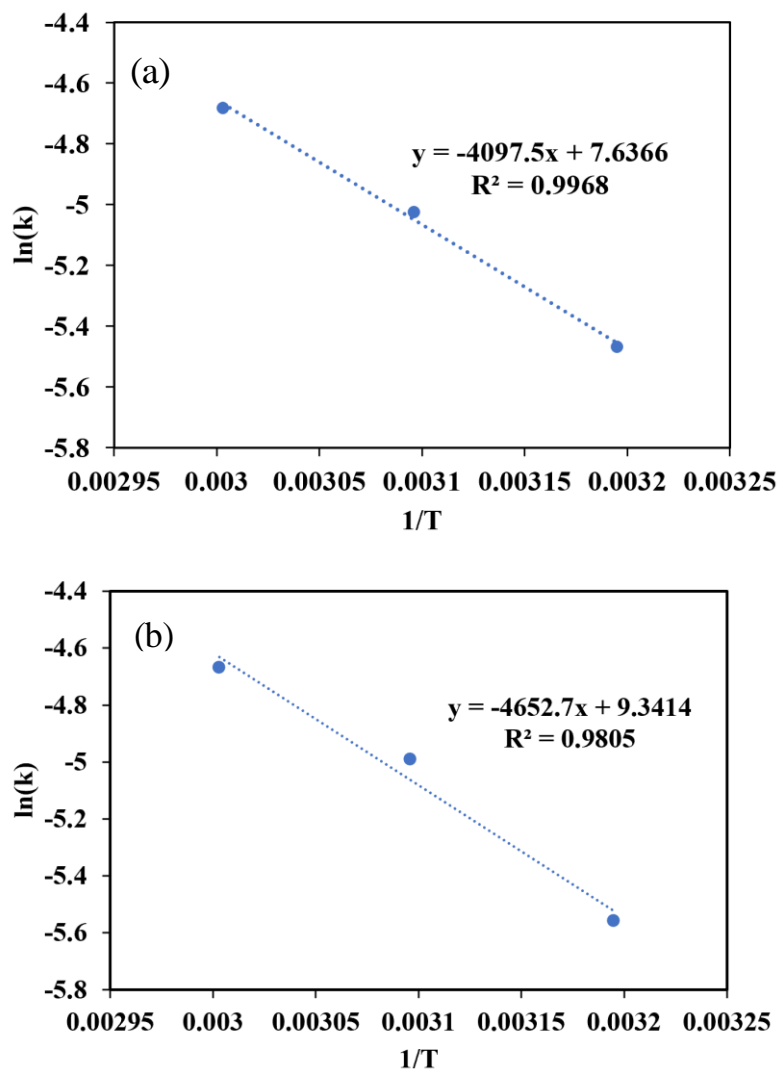 (a)
y = -4097.5x + 7.6366
R² = 0.9968
ln(k)
-4.4
-4.6
-4.8
-5
-5.2
-5.4
-5.6
-5.8
0.00295 0.003 0.00305 0.0031 0.00315 0.0032 0.00325
1/T
(b)
y = -4652.7x + 9.3414
R² = 0.9805
ln(k)
-4.4
-4.6
-4.8
-5
-5.2
-5.4
-5.6
-5.8
0.00295 0.003 0.00305 0.0031 0.00315 0.0032 0.00325
1/T